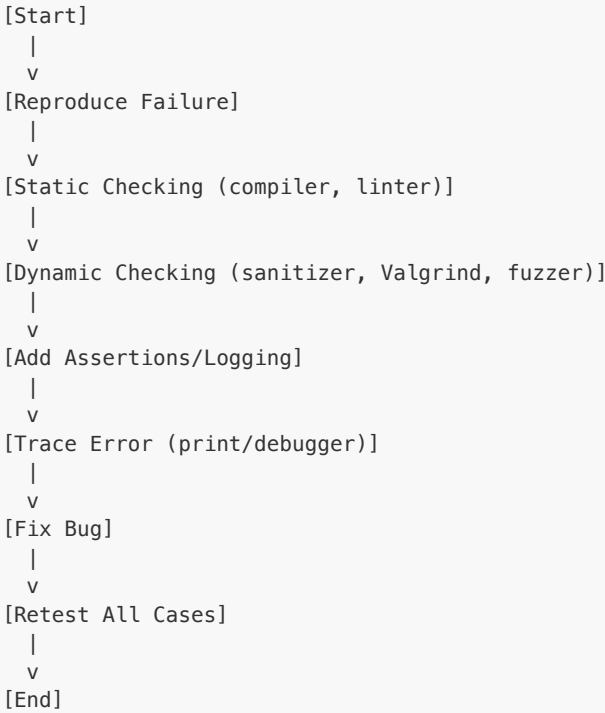 [Start]
  |
  v
[Reproduce Failure]
  |
  v
[Static Checking (compiler, linter)]
  |
  v
[Dynamic Checking (sanitizer, Valgrind, fuzzer)]
  |
  v
[Add Assertions/Logging]
  |
  v
[Trace Error (print/debugger)]
  |
  v
[Fix Bug]
  |
  v
[Retest All Cases]
  |
  v
[End]